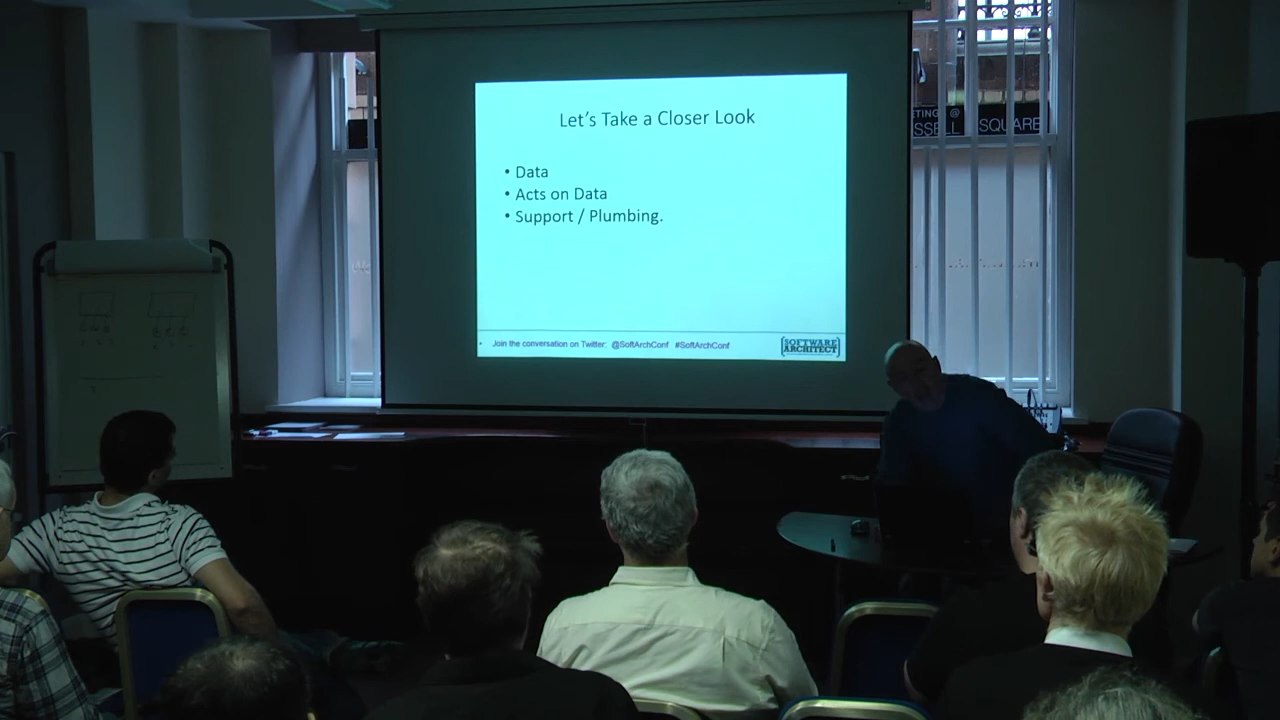 Let's Take a Closer Look
• Data
• Acts on Data
• Support / Plumbing.
Join the conversation on Twitter: @SoftArchConf #SoftArchConf
SOFTWARE
ARCHITECT
ETING @
SSELL SQUARE